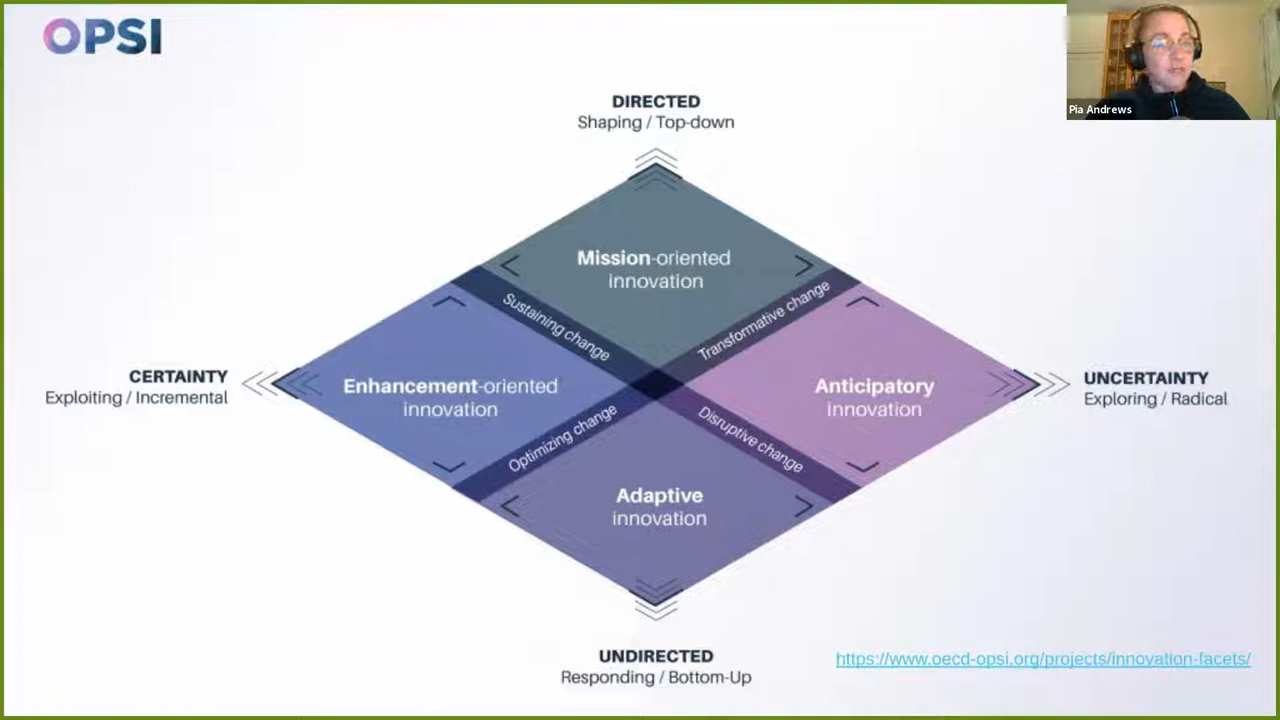 OPSI
Pia Andrews
DIRECTED
Shaping / Top-down
Mission-oriented
innovation
Sustaining change
Transformative change
CERTAINTY
Exploiting / Incremental
Enhancement-oriented
innovation
Anticipatory
innovation
UNCERTAINTY
Exploring / Radical
Optimizing change
Disruptive change
Adaptive
innovation
UNDIRECTED
Responding / Bottom-Up
https://www.oecd-opsi.org/projects/innovation-facets/